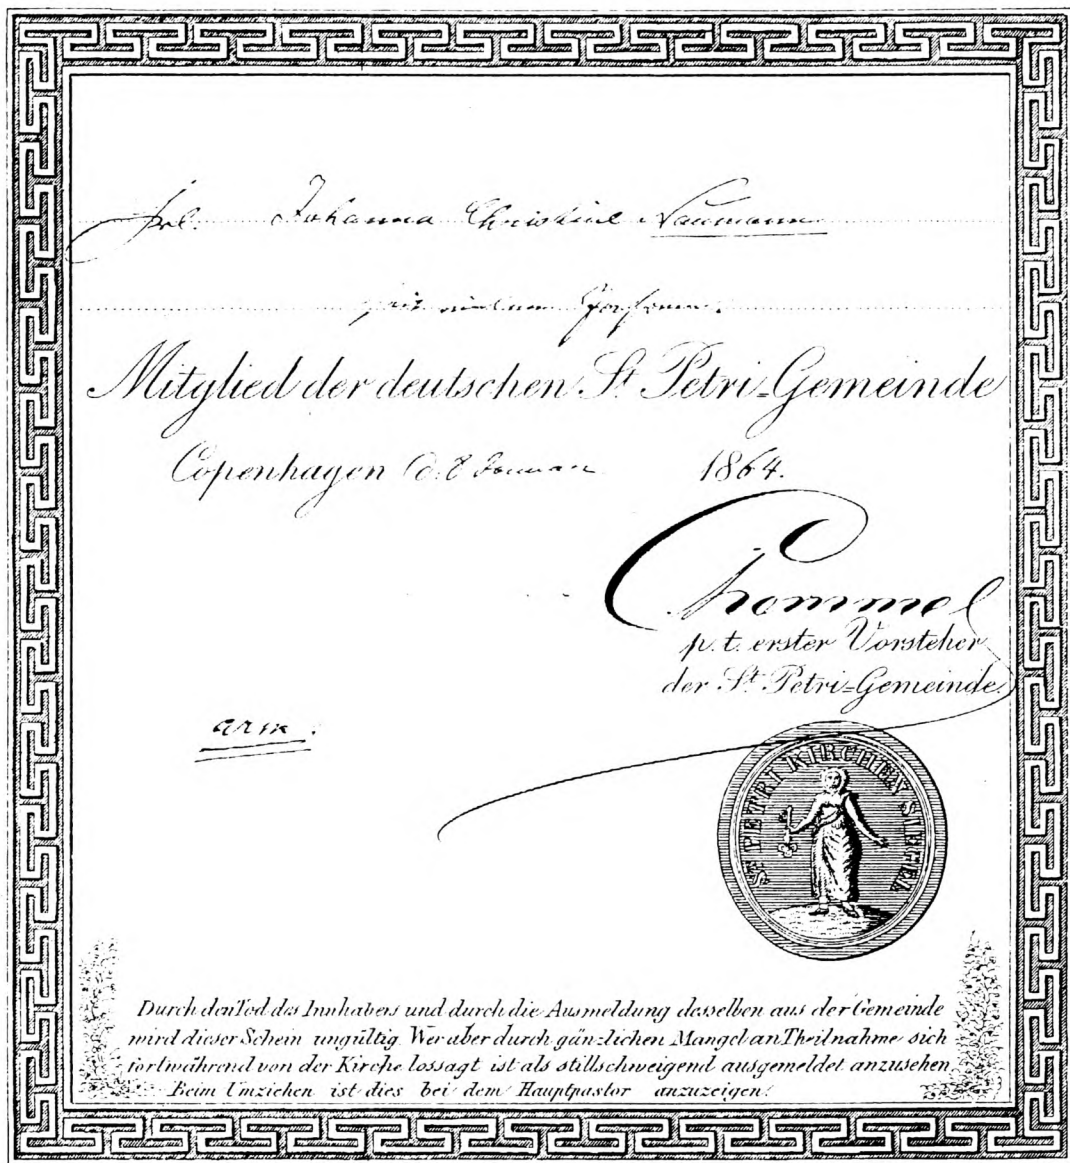 Frl. Johanna Christine Naumann
Mitglied der deutschen St. Petri-Gemeinde
Copenhagen d. 8 Januar 1864.
p. t. erster Vorsteher
der St. Petri-Gemeinde.
arm.
ST PETRI KIRCHEN SIEGEL
Durch den Tod des Innhabers und durch die Ausmeldung desselben aus der Gemeinde
wird dieser Schein ungültig. Wer aber durch gänzlichen Mangel an Theilnahme sich
fortwährend von der Kirche lossagt ist als stillschweigend ausgemeldet anzusehen.
Beim Umziehen ist dies bei dem Hauptpastor anzuzeigen.